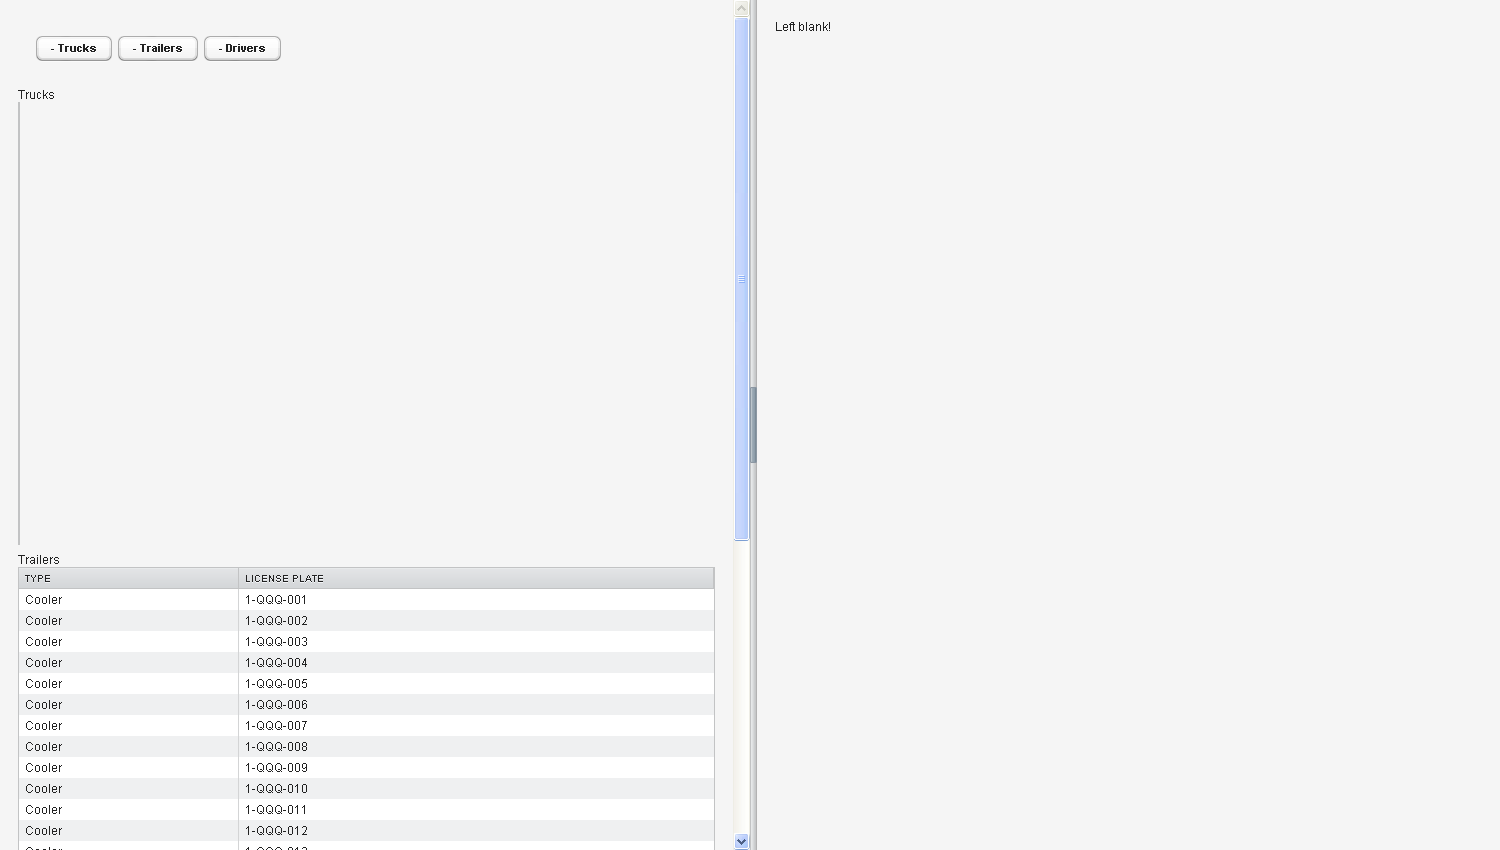 - Trucks - Trailers - Drivers
Trucks
Trailers
TYPE LICENSE PLATE
Cooler 1-QQQ-001
Cooler 1-QQQ-002
Cooler 1-QQQ-003
Cooler 1-QQQ-004
Cooler 1-QQQ-005
Cooler 1-QQQ-006
Cooler 1-QQQ-007
Cooler 1-QQQ-008
Cooler 1-QQQ-009
Cooler 1-QQQ-010
Cooler 1-QQQ-011
Cooler 1-QQQ-012
Left blank!